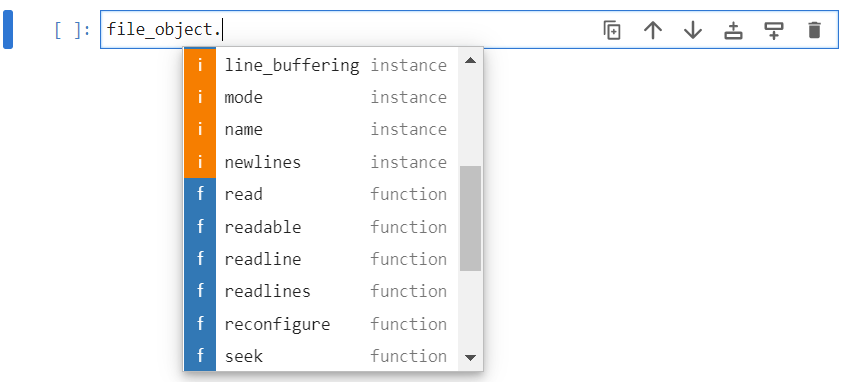 [ ]: file_object.
i line_buffering instance
i mode instance
i name instance
i newlines instance
f read function
f readable function
f readline function
f readlines function
f reconfigure function
f seek function